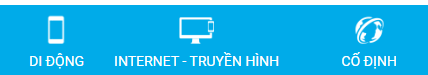 DI ĐỘNG
INTERNET - TRUYỀN HÌNH
CỐ ĐỊNH